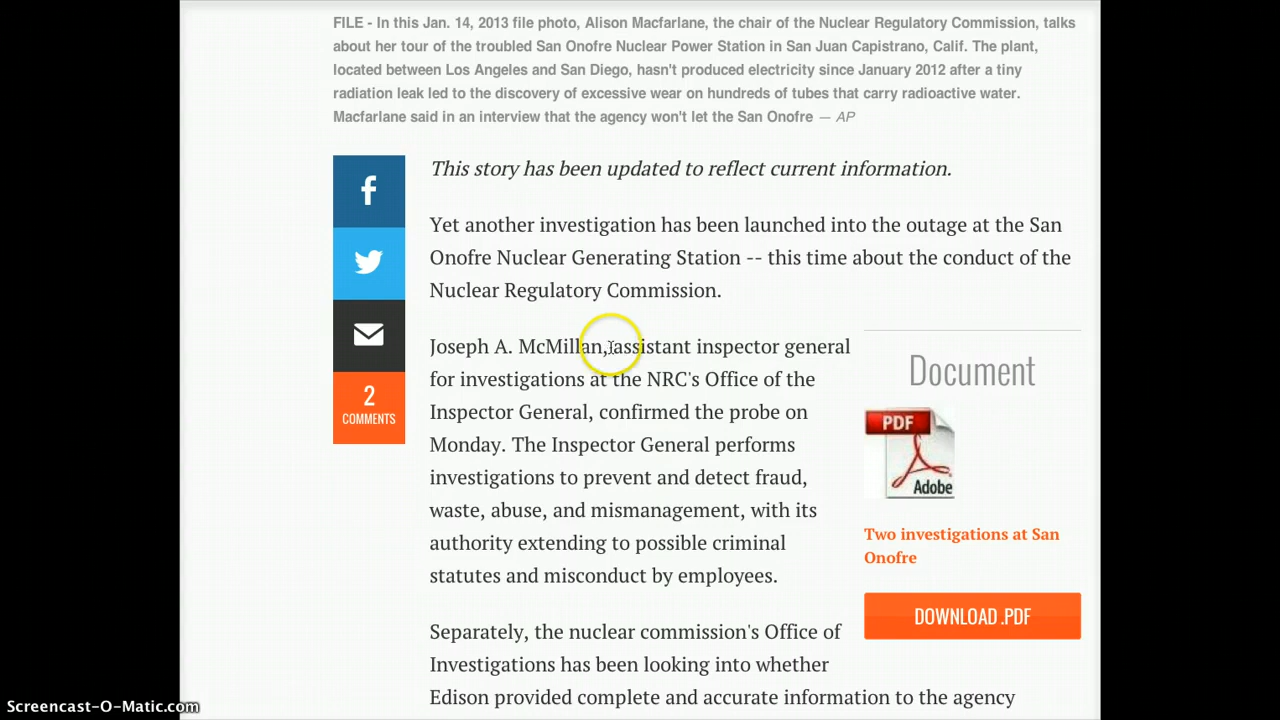 FILE - In this Jan. 14, 2013 file photo, Alison Macfarlane, the chair of the Nuclear Regulatory Commission, talks
about her tour of the troubled San Onofre Nuclear Power Station in San Juan Capistrano, Calif. The plant,
located between Los Angeles and San Diego, hasn't produced electricity since January 2012 after a tiny
radiation leak led to the discovery of excessive wear on hundreds of tubes that carry radioactive water.
Macfarlane said in an interview that the agency won't let the San Onofre — AP
f
2
COMMENTS
This story has been updated to reflect current information.
Yet another investigation has been launched into the outage at the San
Onofre Nuclear Generating Station -- this time about the conduct of the
Nuclear Regulatory Commission.
Joseph A. McMillan, assistant inspector general
for investigations at the NRC's Office of the
Inspector General, confirmed the probe on
Monday. The Inspector General performs
investigations to prevent and detect fraud,
waste, abuse, and mismanagement, with its
authority extending to possible criminal
statutes and misconduct by employees.
Separately, the nuclear commission's Office of
Investigations has been looking into whether
Edison provided complete and accurate information to the agency
Document
PDF
Adobe
Two investigations at San
Onofre
DOWNLOAD .PDF
Screencast-O-Matic.com